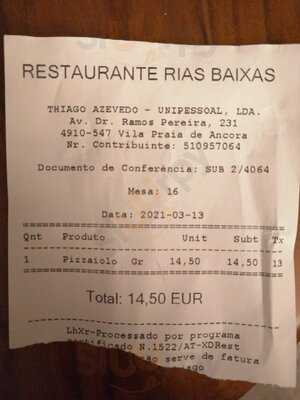 RESTAURANTE RIAS BAIXAS
THIAGO AZEVEDO - UNIPESSOAL, LDA.
Av. Dr. Ramos Pereira, 231
4910-547 Vila Praia de Ancora
Nr. Contribuinte: 510957064
Documento de Conferência: SUB 2/4064
Mesa: 16
Data: 2021-03-13
Qnt Produto Unit Subt Tx
1 Pizzaiolo Gr 14,50 14,50 13
Total: 14,50 EUR
LhXr-Processado por programa
N.1522/AT-XDRest
serve de fatura